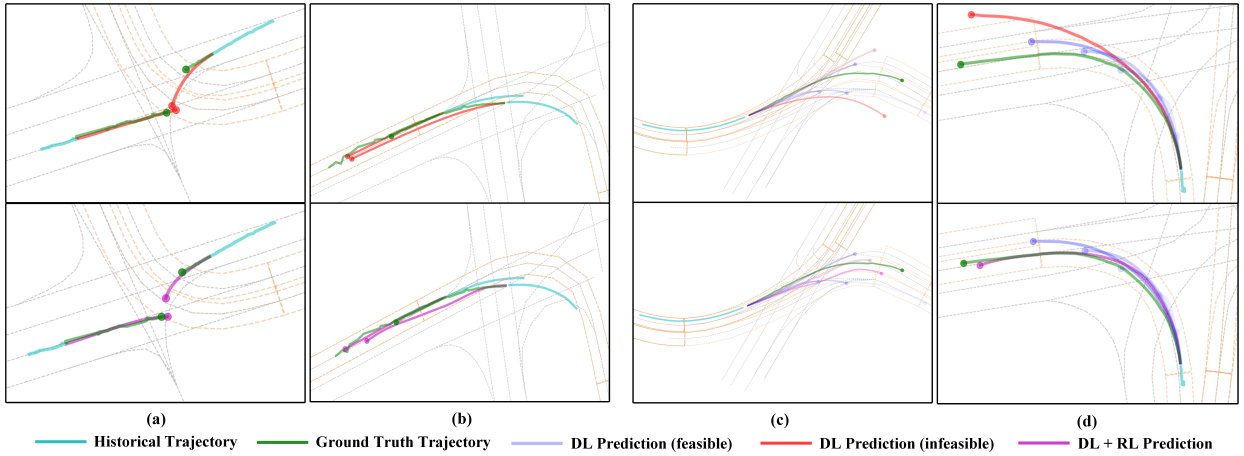 (a) (b) (c) (d)
Historical Trajectory Ground Truth Trajectory DL Prediction (feasible) DL Prediction (infeasible) DL + RL Prediction